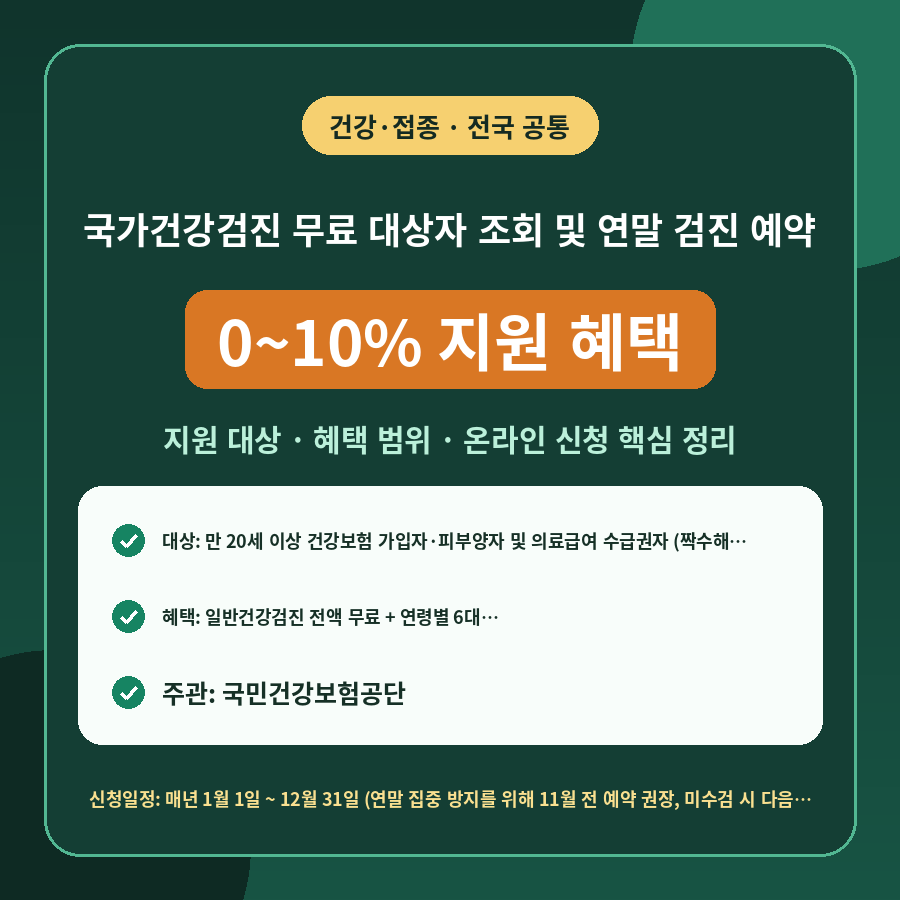 건강·접종 · 전국 공통
국가건강검진 무료 대상자 조회 및 연말 검진 예약
0~10% 지원 혜택
지원 대상 · 혜택 범위 · 온라인 신청 핵심 정리
대상: 만 20세 이상 건강보험 가입자·피부양자 및 의료급여 수급권자 (짝수해…
혜택: 일반건강검진 전액 무료 + 연령별 6대…
주관: 국민건강보험공단
신청일정: 매년 1월 1일 ~ 12월 31일 (연말 집중 방지를 위해 11월 전 예약 권장, 미수검 시 다음…